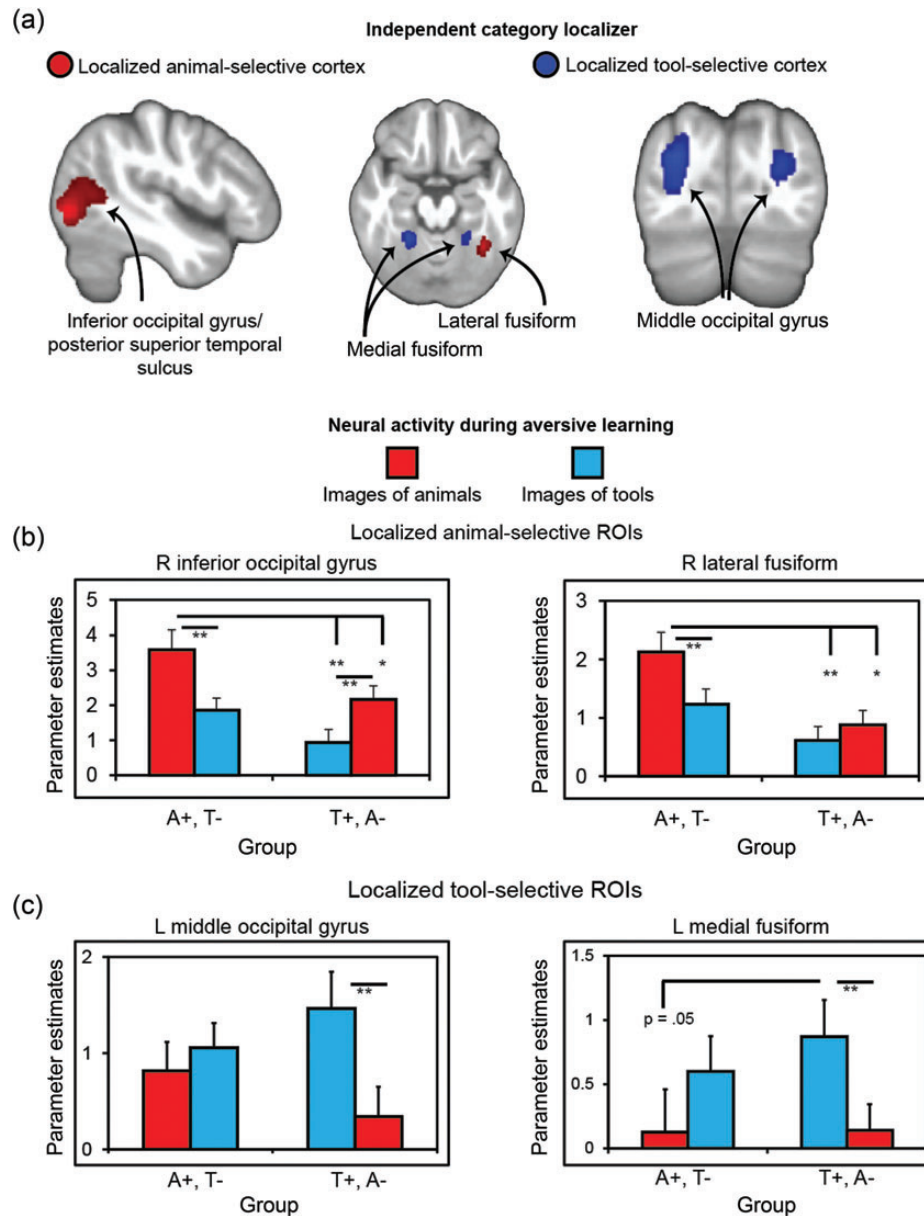 (a)
Independent category localizer
Localized animal-selective cortex
Localized tool-selective cortex
Inferior occipital gyrus/
posterior superior temporal
sulcus
Lateral fusiform
Medial fusiform
Middle occipital gyrus
Neural activity during aversive learning
Images of animals
Images of tools
(b)
Localized animal-selective ROIs
R inferior occipital gyrus
Parameter estimates
5
4
3
2
1
0
**
**
*
**
A+, T-
T+, A-
Group
R lateral fusiform
Parameter estimates
3
2
1
0
**
**
*
A+, T-
T+, A-
Group
(c)
Localized tool-selective ROIs
L middle occipital gyrus
Parameter estimates
2
1
0
**
A+, T-
T+, A-
Group
L medial fusiform
Parameter estimates
1.5
1
0.5
0
p = .05
**
A+, T-
T+, A-
Group